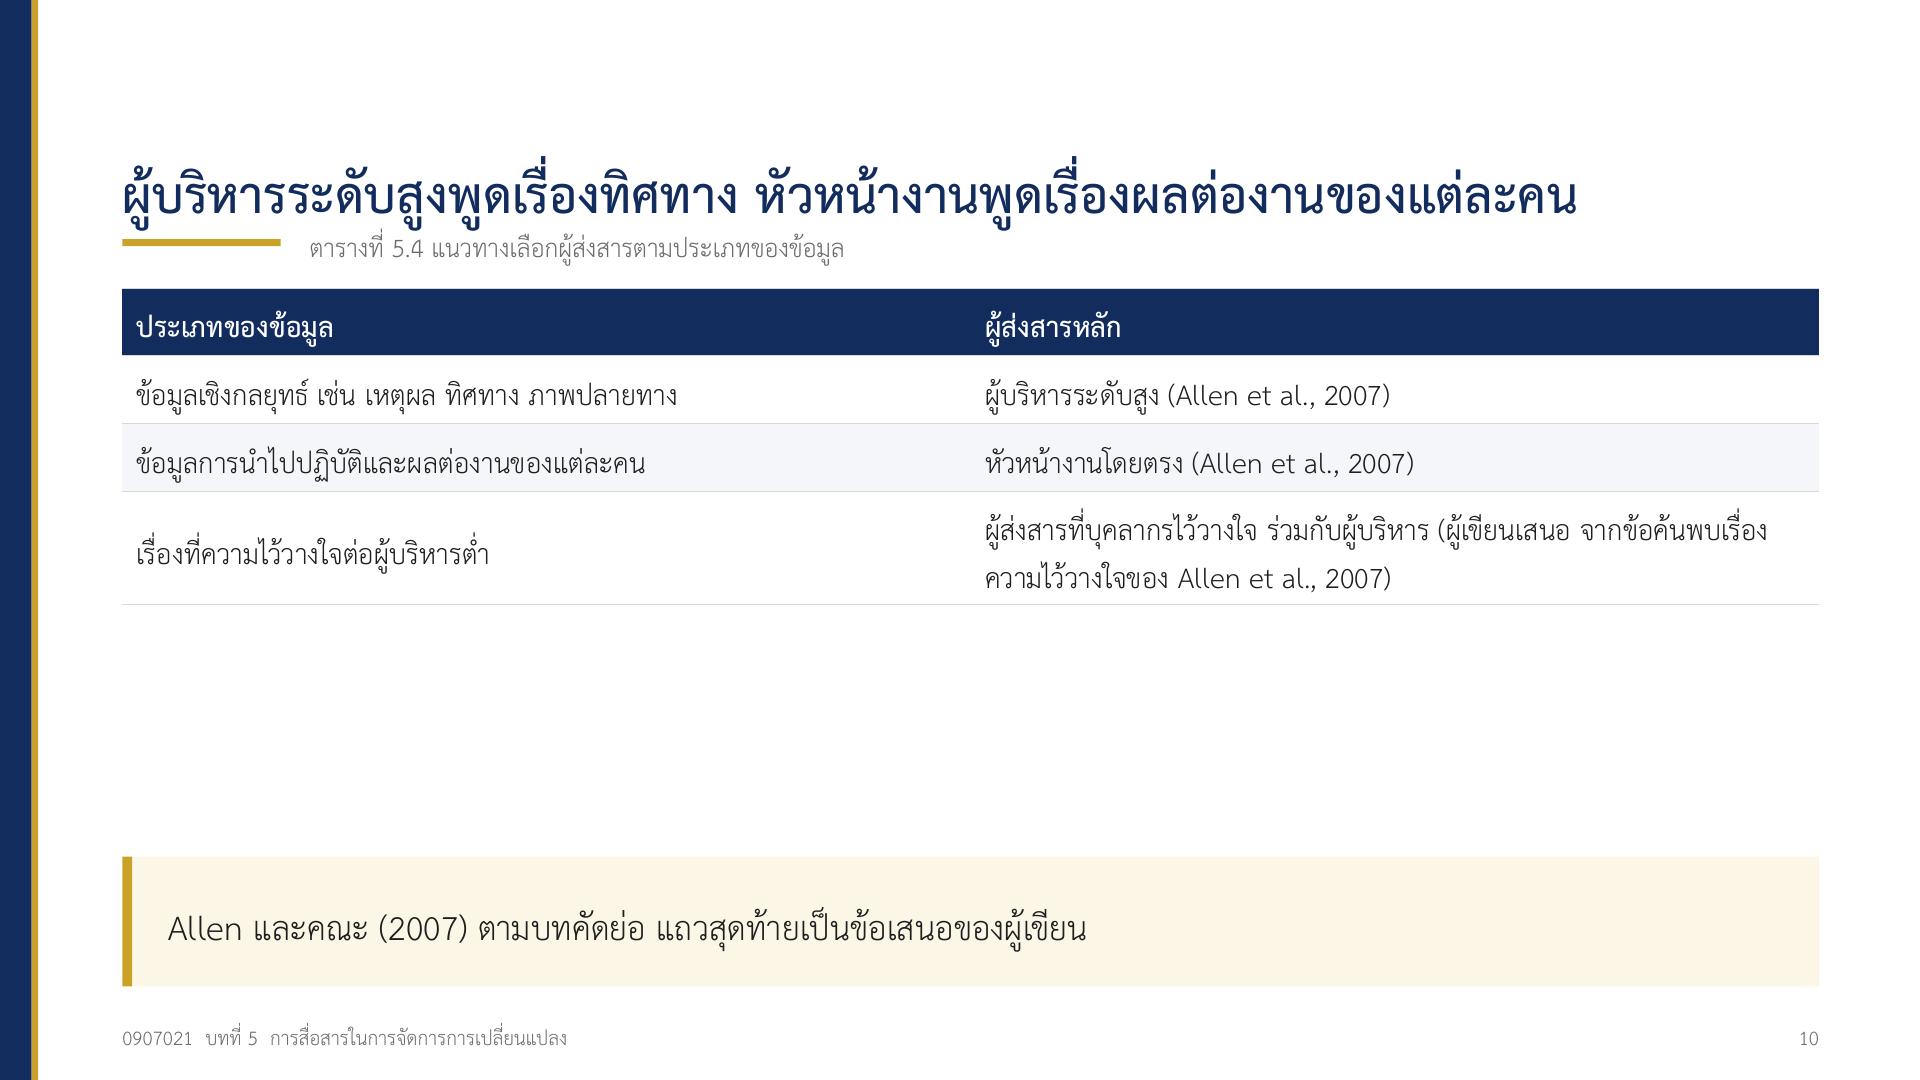 ผู้บริหารระดับสูงพูดเรื่องทิศทาง หัวหน้างานพูดเรื่องผลต่องานของแต่ละคน
ตารางที่ 5.4 แนวทางเลือกผู้ส่งสารตามประเภทของข้อมูล
ประเภทของข้อมูล ผู้ส่งสารหลัก
ข้อมูลเชิงกลยุทธ์ เช่น เหตุผล ทิศทาง ภาพปลายทาง ผู้บริหารระดับสูง (Allen et al., 2007)
ข้อมูลการนำไปปฏิบัติและผลต่องานของแต่ละคน หัวหน้างานโดยตรง (Allen et al., 2007)
เรื่องที่ความไว้วางใจต่อผู้บริหารต่ำ ผู้ส่งสารที่บุคลากรไว้วางใจ ร่วมกับผู้บริหาร (ผู้เขียนเสนอ จากข้อค้นพบเรื่อง
ความไว้วางใจของ Allen et al., 2007)
Allen และคณะ (2007) ตามบทคัดย่อ แถวสุดท้ายเป็นข้อเสนอของผู้เขียน
0907021 บทที่ 5 การสื่อสารในการจัดการการเปลี่ยนแปลง 10